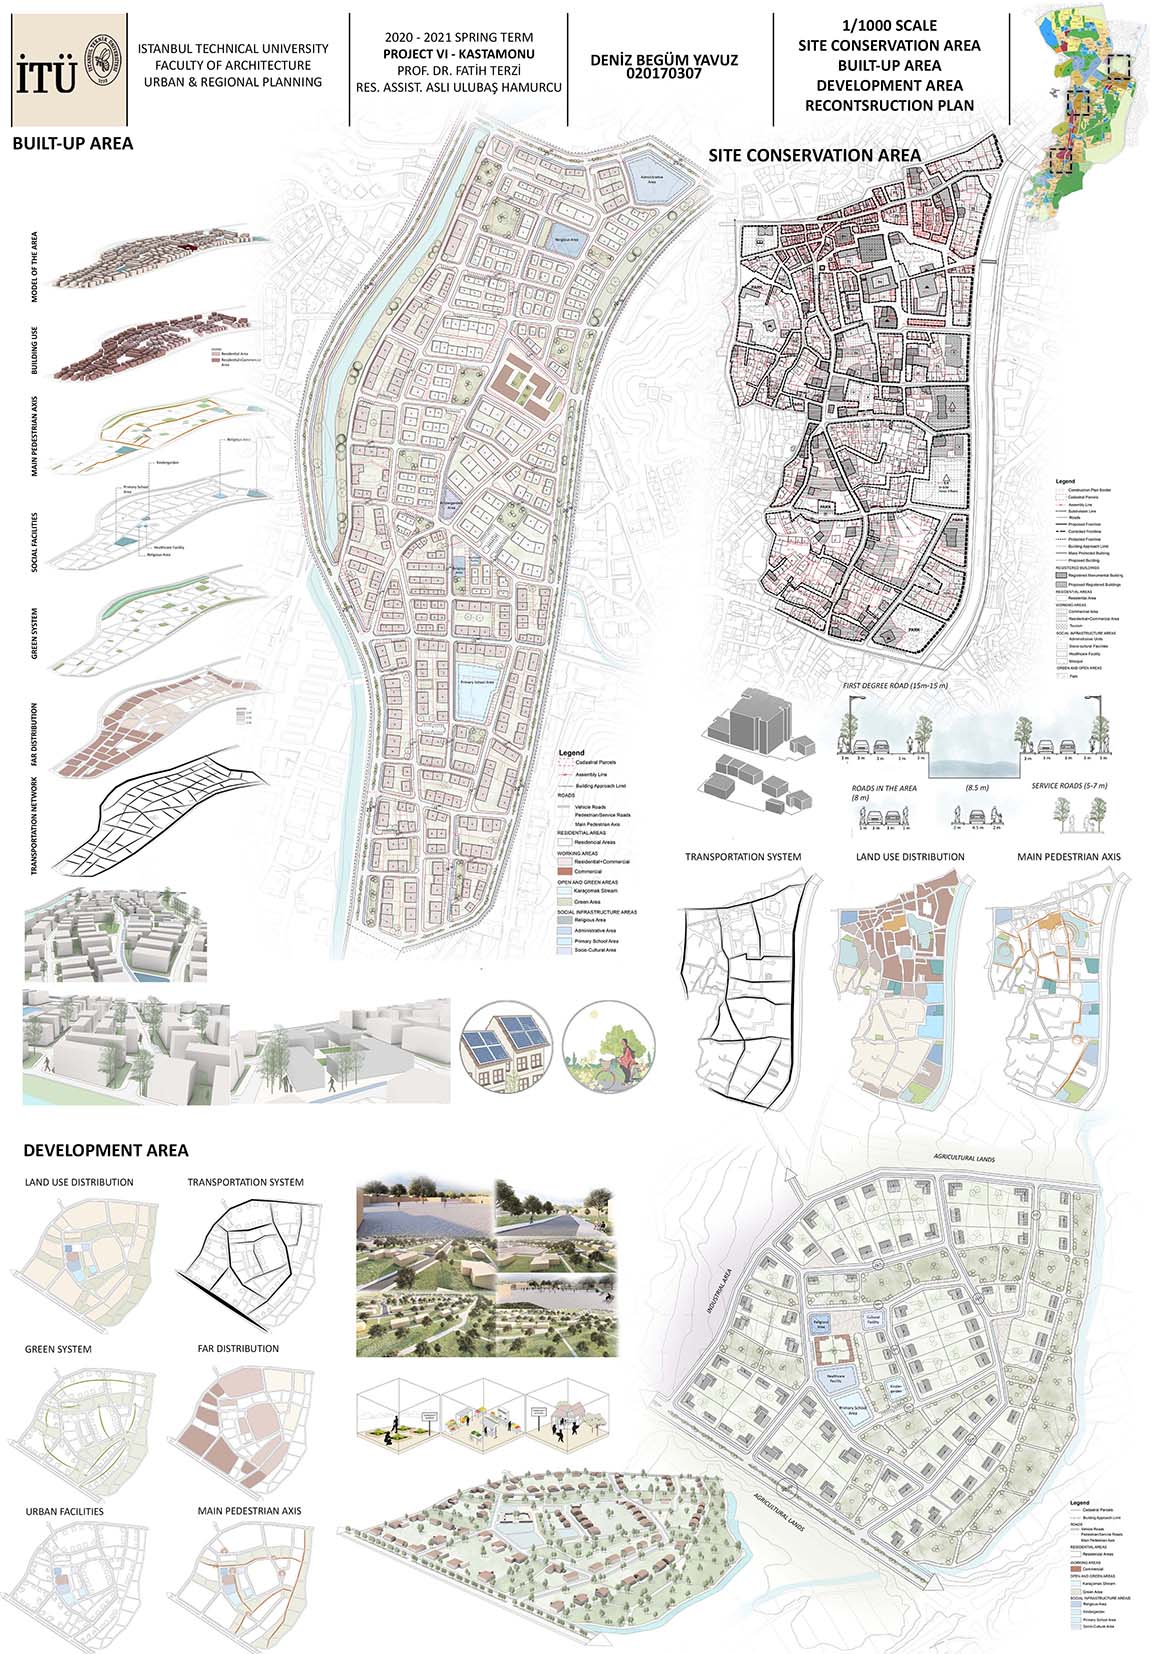 İTÜ
ISTANBUL TECHNICAL UNIVERSITY
FACULTY OF ARCHITECTURE
URBAN & REGIONAL PLANNING
2020 - 2021 SPRING TERM
PROJECT VI - KASTAMONU
PROF. DR. FATİH TERZİ
RES. ASSIST. ASLI ULUBAŞ HAMURCU
DENİZ BEGÜM YAVUZ
020170307
1/1000 SCALE
SITE CONSERVATION AREA
BUILT-UP AREA
DEVELOPMENT AREA
RECONTSRUCTION PLAN
BUILT-UP AREA
MODEL OF THE AREA
BUILDING USE
Residential Area
MAIN PEDESTRIAN AXIS
Religious Area
Kindergarden
Primary School
Area
SOCIAL FACILITIES
Healthcare Facility
Religious Area
GREEN SYSTEM
FAR DISTRIBUTION
TRANSPORTATION NETWORK
Administrative
Area
Religious Area
Primary School Area
Legend
Cadastral Parcels
Assembly Line
Building Approach Limit
ROADS
Vehicle Roads
Pedestrian/Service Roads
Main Pedestrian Axis
RESIDENTIAL AREAS
Residencial Areas
WORKING AREAS
Residential+Commercial
Commercial
OPEN AND GREEN AREAS
Karaçomak Stream
Green Area
SOCIAL INFRASTRUCTURE AREAS
Religious Area
Administrative Area
Primary School Area
Socio-Cultural Area
SITE CONSERVATION AREA
PARK
PARK
PARK
PARK
PARK
Legend
Construction Plan Border
Cadastral Parcels
Assembly Line
Subdivision Line
Roads
Proposed Frontline
Corrected Frontline
Protected Frontline
Building Approach Limit
Mass Protected Building
Proposed Building
REGISTERED BUILDINGS
Registered Monumental Building
Proposed Registered Buildings
RESIDENTIAL AREAS
Residential Area
WORKING AREAS
Commercial Area
Residential+Commercial Area
Tourism
SOCIAL INFRASTRUCTURE AREAS
Administrative Units
Socio-cultural Facilities
Healthcare Facility
Mosque
GREEN AND OPEN AREAS
Park
FIRST DEGREE ROAD (15m-15 m)
ROADS IN THE AREA
(8 m)
(8.5 m)
SERVICE ROADS (5-7 m)
TRANSPORTATION SYSTEM
LAND USE DISTRIBUTION
MAIN PEDESTRIAN AXIS
DEVELOPMENT AREA
LAND USE DISTRIBUTION
TRANSPORTATION SYSTEM
GREEN SYSTEM
FAR DISTRIBUTION
URBAN FACILITIES
MAIN PEDESTRIAN AXIS
AGRICULTURAL LANDS
INDUSTRIAL AREA
Religious
Area
Cultural
Facility
Healthcare
Facility
Kinder-
garden
Primary School
Area
AGRICULTURAL LANDS
Legend
Cadastral Parcels
Building Approach Limit
ROADS
Vehicle Roads
Pedestrian/Service Roads
Main Pedestrian Axis
RESIDENTIAL AREAS
Residencial Areas
WORKING AREAS
Commercial
OPEN AND GREEN AREAS
Karaçomak Stream
Green Area
SOCIAL INFRASTRUCTURE AREAS
Religious Area
Kindergarden
Primary School Area
Socio-Cultural Area